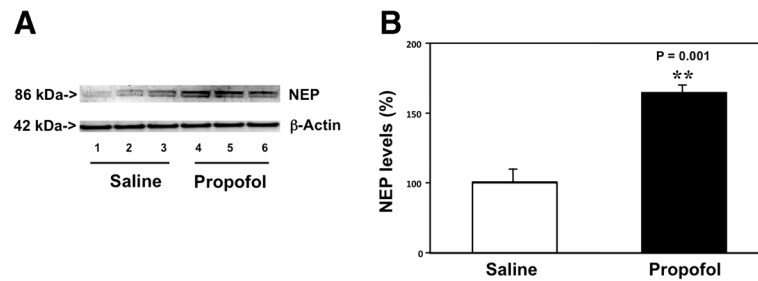 A
86 kDa-> NEP
42 kDa-> β-Actin
1 2 3 4 5 6
Saline Propofol
B
200
150
100
0
NEP levels (%)
P = 0.001
**
Saline Propofol